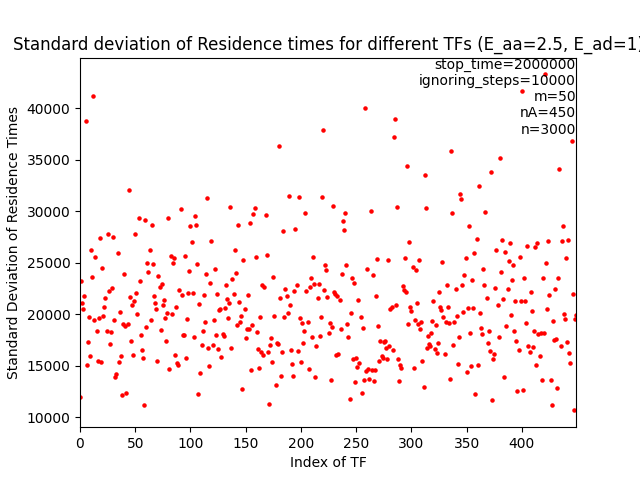 Standard deviation of Residence times for different TFs (E_aa=2.5, E_ad=1)
stop_time=2000000
ignoring_steps=10000
m=50
nA=450
n=3000
Standard Deviation of Residence Times
40000
35000
30000
25000
20000
15000
10000
0 50 100 150 200 250 300 350 400
Index of TF